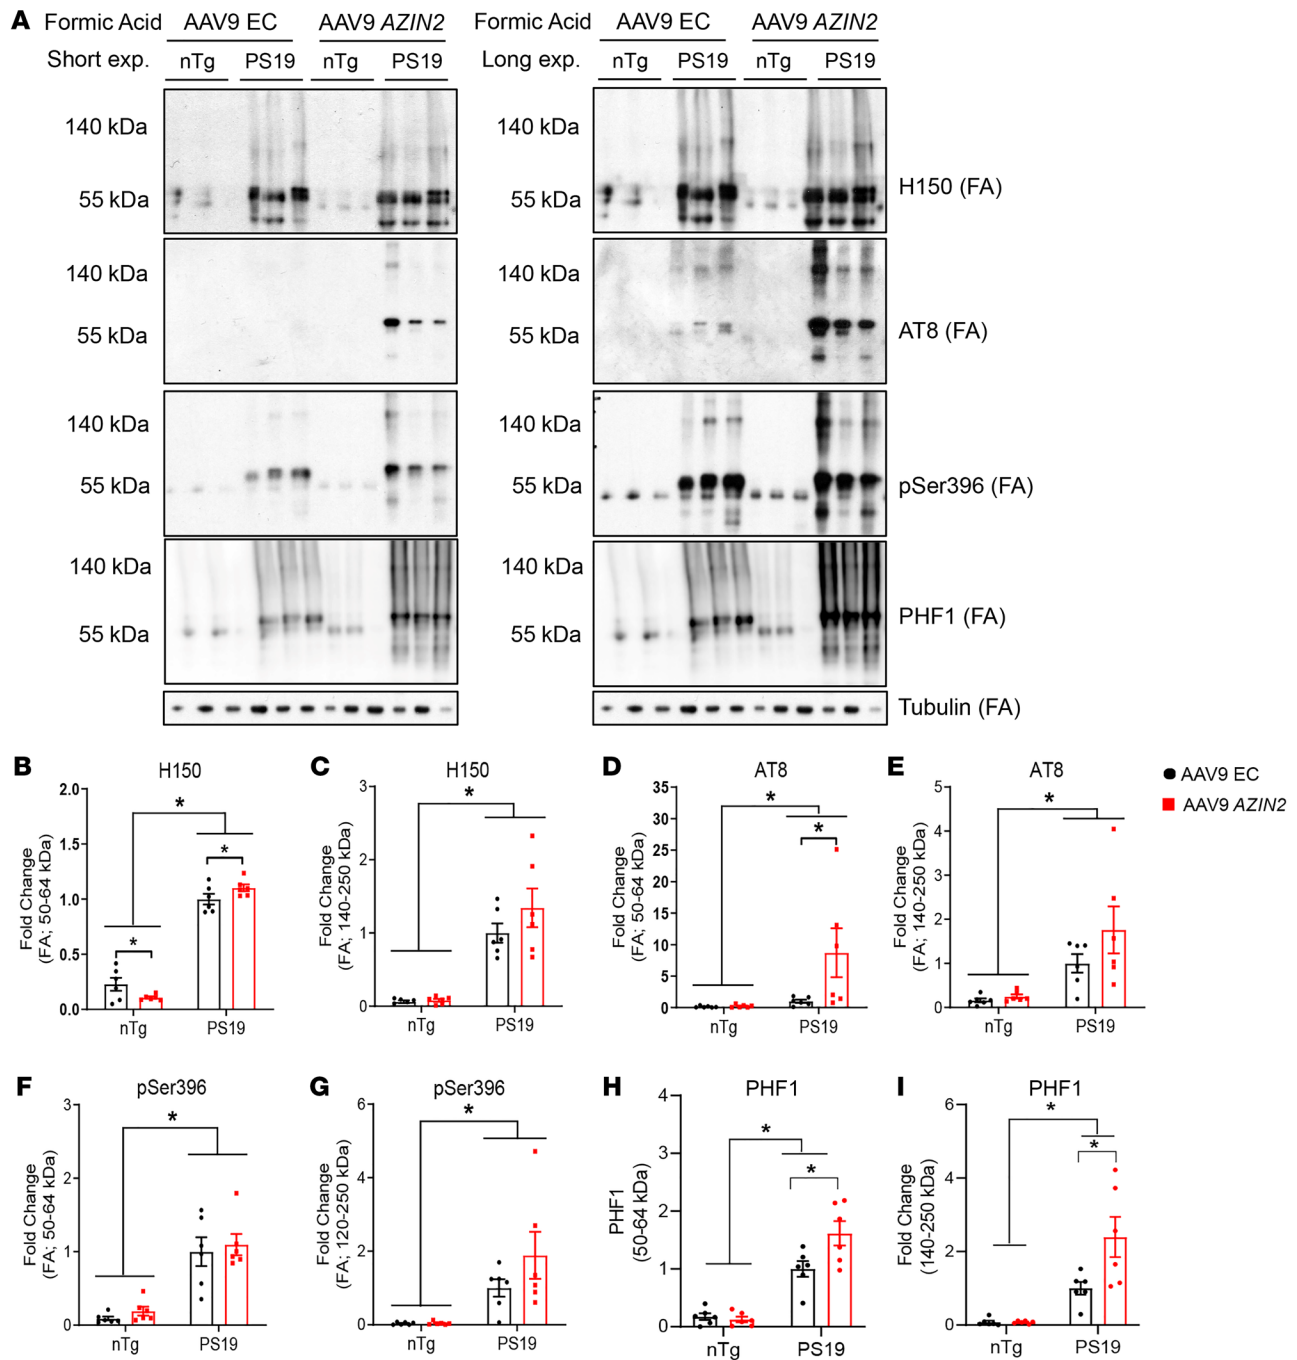 A
Formic Acid AAV9 EC AAV9 AZIN2 Formic Acid AAV9 EC AAV9 AZIN2
Short exp. nTg PS19 nTg PS19 Long exp. nTg PS19 nTg PS19
140 kDa 140 kDa
55 kDa 55 kDa H150 (FA)
140 kDa 140 kDa
55 kDa 55 kDa AT8 (FA)
140 kDa 140 kDa
55 kDa 55 kDa pSer396 (FA)
140 kDa 140 kDa
55 kDa 55 kDa PHF1 (FA)
Tubulin (FA)
B
H150
Fold Change
(FA; 50-64 kDa)
2.0
1.5
1.0
0.5
0.0
*
*
*
nTg PS19
C
H150
Fold Change
(FA; 140-250 kDa)
3
2
1
0
*
nTg PS19
D
AT8
Fold Change
(FA; 50-64 kDa)
35
30
25
20
15
10
5
0
*
*
nTg PS19
E
AT8
Fold Change
(FA; 140-250 kDa)
5
4
3
2
1
0
*
nTg PS19
AAV9 EC
AAV9 AZIN2
F
pSer396
Fold Change
(FA; 50-64 kDa)
3
2
1
0
*
nTg PS19
G
pSer396
Fold Change
(FA; 120-250 kDa)
6
4
2
0
*
nTg PS19
H
PHF1
PHF1
(50-64 kDa)
4
3
2
1
0
*
*
nTg PS19
I
PHF1
Fold Change
(140-250 kDa)
6
4
2
0
*
*
nTg PS19